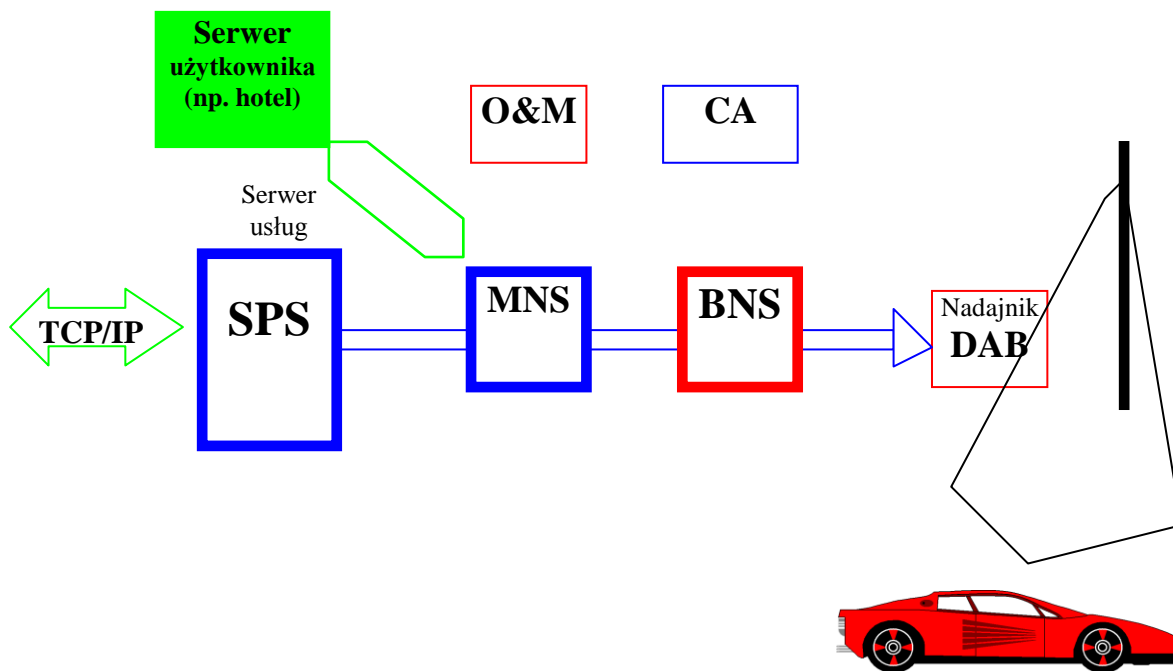 Serwer
użytkownika
(np. hotel)
O&M
CA
Serwer
usług
TCP/IP
SPS
MNS
BNS
Nadajnik
DAB